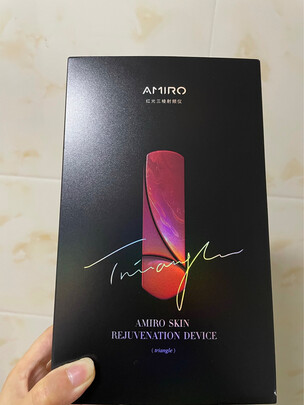 AMIRO
红光三极射频仪
Triangle
AMIRO SKIN
REJUVENATION DEVICE
( triangle )